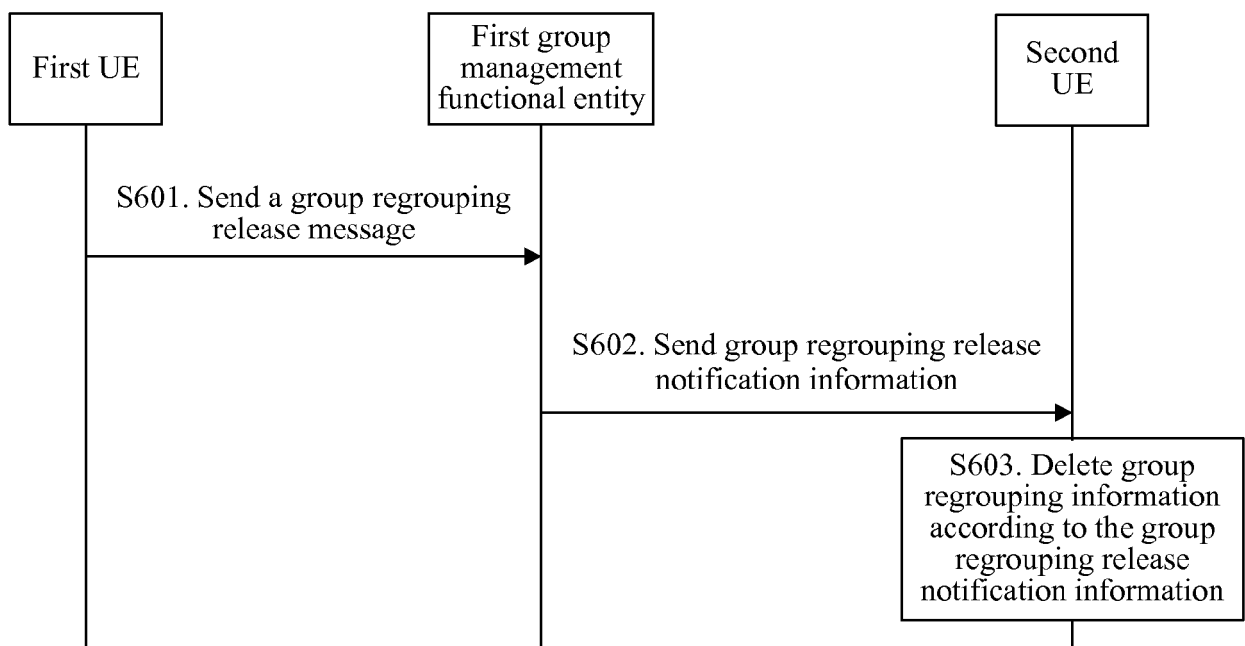 First UE
First group
management
functional entity
Second
UE
S601. Send a group regrouping
release message
S602. Send group regrouping release
notification information
S603. Delete group
regrouping information
according to the group
regrouping release
notification information